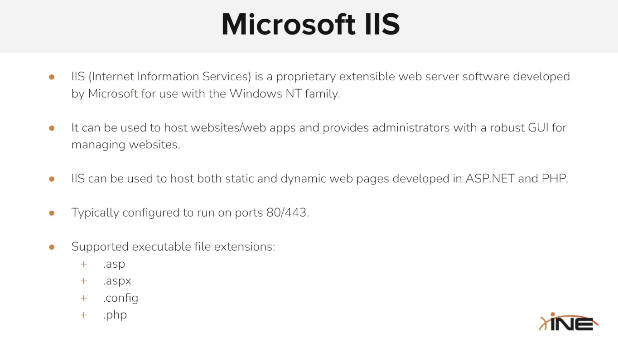 Microsoft IIS
● IIS (Internet Information Services) is a proprietary extensible web server software developed
by Microsoft for use with the Windows NT family.
● It can be used to host websites/web apps and provides administrators with a robust GUI for
managing websites.
● IIS can be used to host both static and dynamic web pages developed in ASP.NET and PHP.
● Typically configured to run on ports 80/443.
● Supported executable file extensions:
+ .asp
+ .aspx
+ .config
+ .php
INE